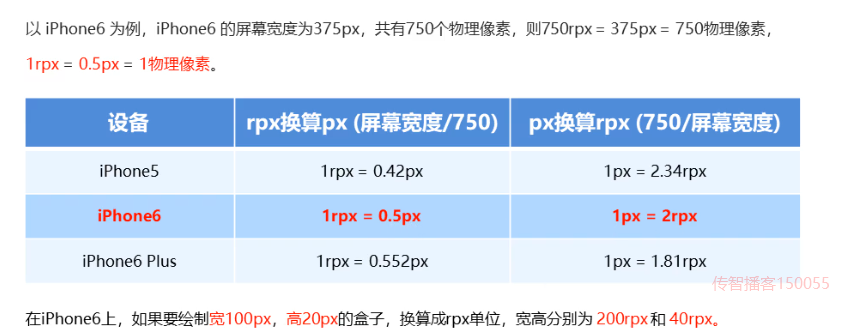 以 iPhone6 为例，iPhone6 的屏幕宽度为375px，共有750个物理像素，则750rpx = 375px = 750物理像素，
1rpx = 0.5px = 1物理像素。
设备 rpx换算px (屏幕宽度/750) px换算rpx (750/屏幕宽度)
iPhone5 1rpx = 0.42px 1px = 2.34rpx
iPhone6 1rpx = 0.5px 1px = 2rpx
iPhone6 Plus 1rpx = 0.552px 1px = 1.81rpx
传智播客150055
在iPhone6上，如果要绘制宽100px，高20px的盒子，换算成rpx单位，宽高分别为 200rpx 和 40rpx。